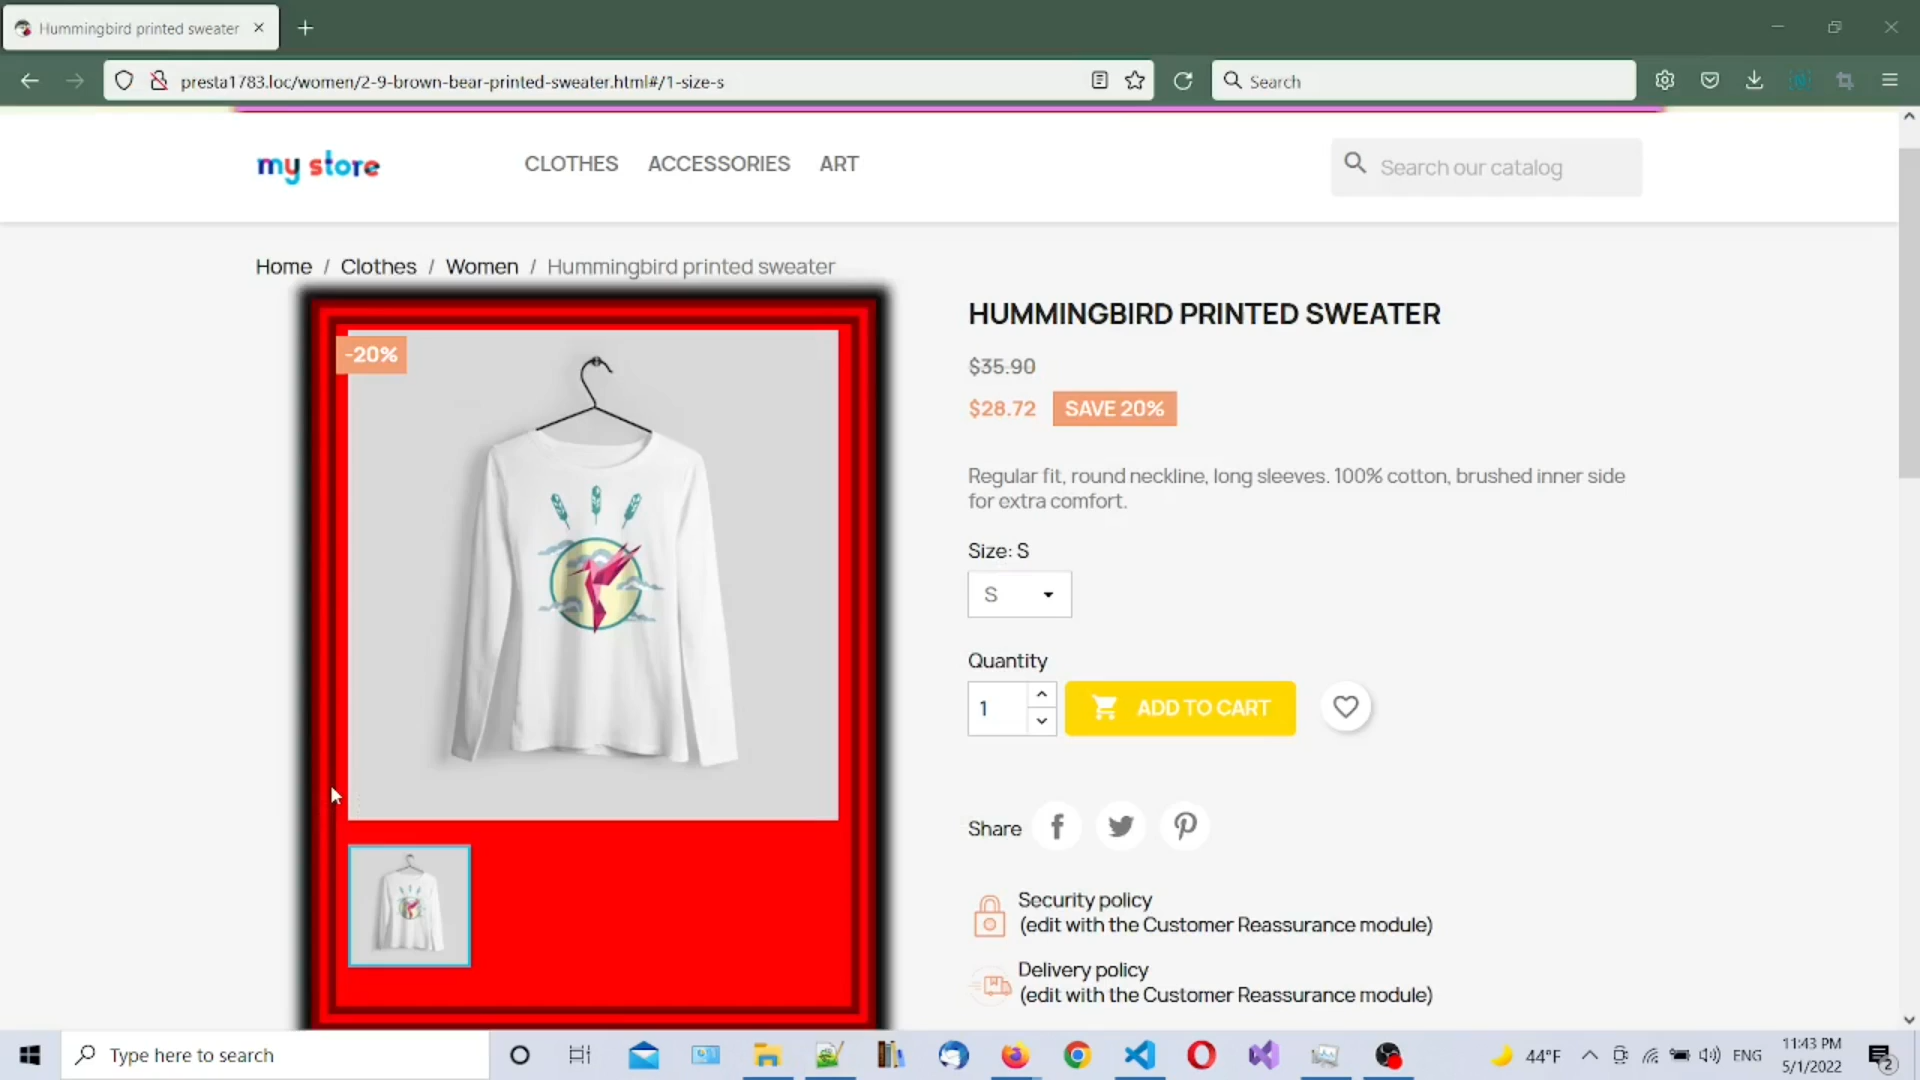 Hummingbird printed sweater
presta1783.loc/women/2-9-brown-bear-printed-sweater.html#/1-size-s
Search
my store
CLOTHES
ACCESSORIES
ART
Search our catalog
Home / Clothes / Women / Hummingbird printed sweater
-20%
HUMMINGBIRD PRINTED SWEATER
$35.90
$28.72
SAVE 20%
Regular fit, round neckline, long sleeves. 100% cotton, brushed inner side
for extra comfort.
Size: S
S
Quantity
1
ADD TO CART
Share
Security policy
(edit with the Customer Reassurance module)
Delivery policy
(edit with the Customer Reassurance module)
Type here to search
44°F
ENG
11:43 PM
5/1/2022
2